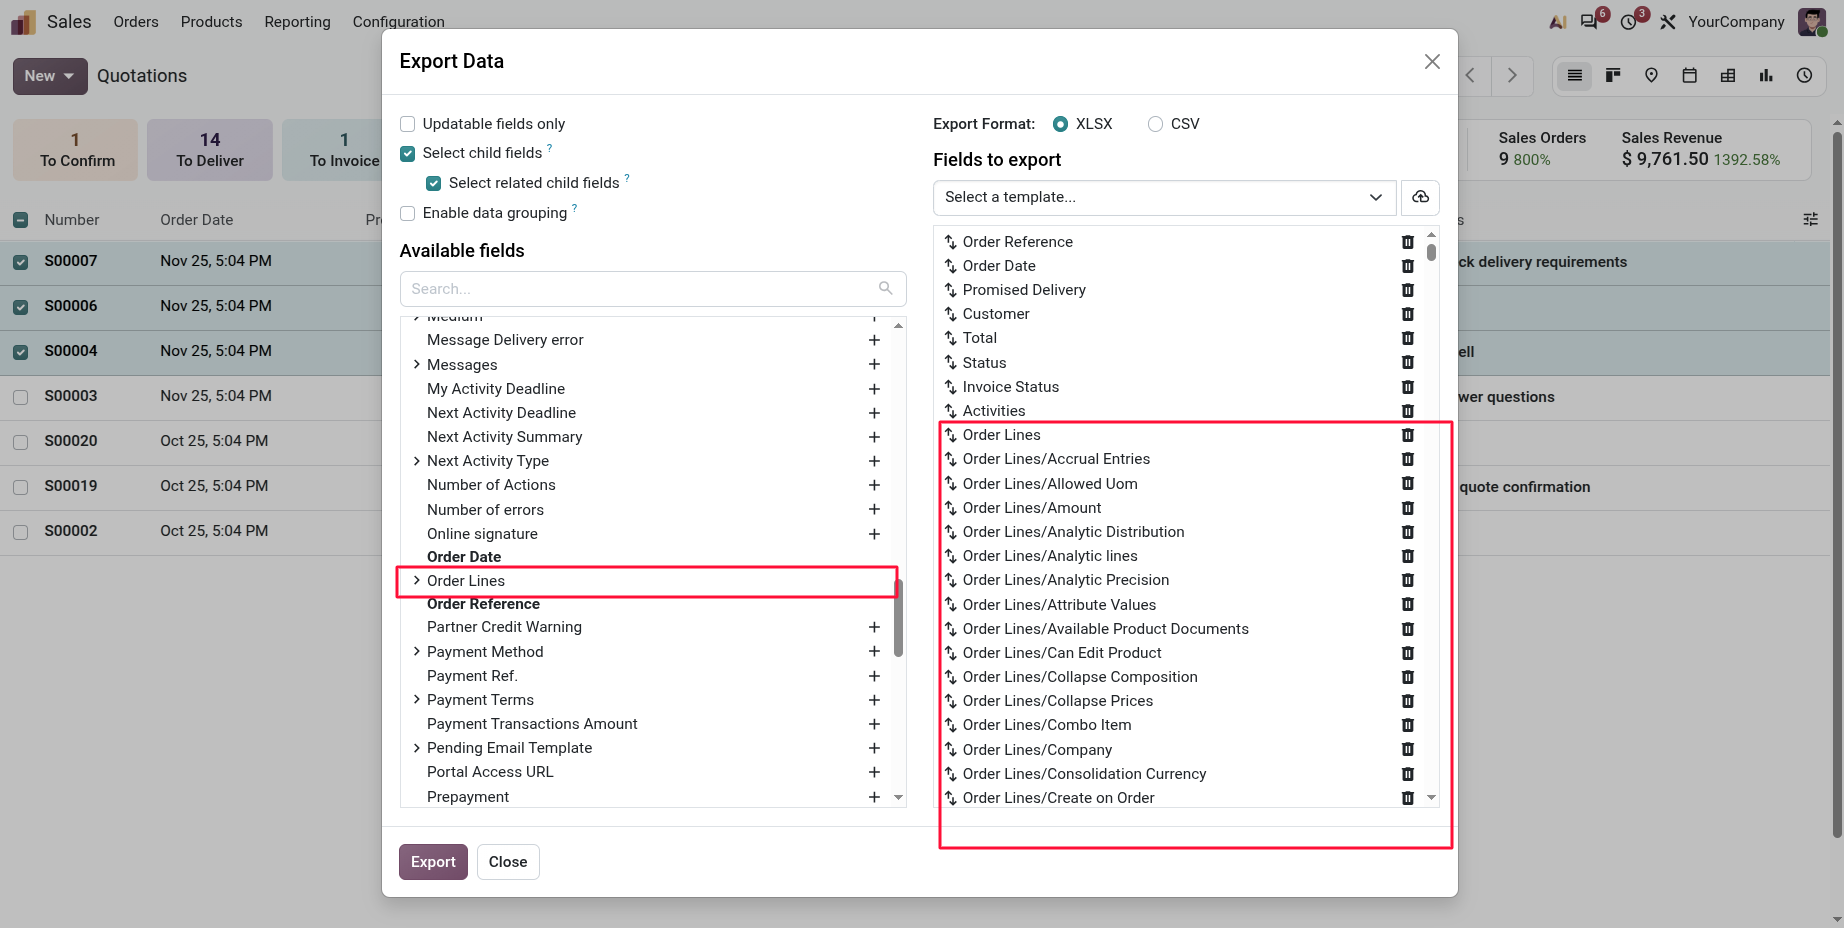 Sales Orders Products Reporting Configuration
AI 6 3 YourCompany
New Quotations
1
To Confirm
14
To Deliver
1
To Invoice
Sales Orders
9 800%
Sales Revenue
$ 9,761.50 1392.58%
Number Order Date
S00007 Nov 25, 5:04 PM ck delivery requirements
S00006 Nov 25, 5:04 PM
S00004 Nov 25, 5:04 PM ell
S00003 Nov 25, 5:04 PM wer questions
S00020 Oct 25, 5:04 PM
S00019 Oct 25, 5:04 PM quote confirmation
S00002 Oct 25, 5:04 PM
Export Data
Updatable fields only
Select child fields ?
Select related child fields ?
Enable data grouping ?
Available fields
Search...
Medium
Message Delivery error
Messages
My Activity Deadline
Next Activity Deadline
Next Activity Summary
Next Activity Type
Number of Actions
Number of errors
Online signature
Order Date
Order Lines
Order Reference
Partner Credit Warning
Payment Method
Payment Ref.
Payment Terms
Payment Transactions Amount
Pending Email Template
Portal Access URL
Prepayment
Export Format: XLSX CSV
Fields to export
Select a template...
Order Reference
Order Date
Promised Delivery
Customer
Total
Status
Invoice Status
Activities
Order Lines
Order Lines/Accrual Entries
Order Lines/Allowed Uom
Order Lines/Amount
Order Lines/Analytic Distribution
Order Lines/Analytic lines
Order Lines/Analytic Precision
Order Lines/Attribute Values
Order Lines/Available Product Documents
Order Lines/Can Edit Product
Order Lines/Collapse Composition
Order Lines/Collapse Prices
Order Lines/Combo Item
Order Lines/Company
Order Lines/Consolidation Currency
Order Lines/Create on Order
Export Close